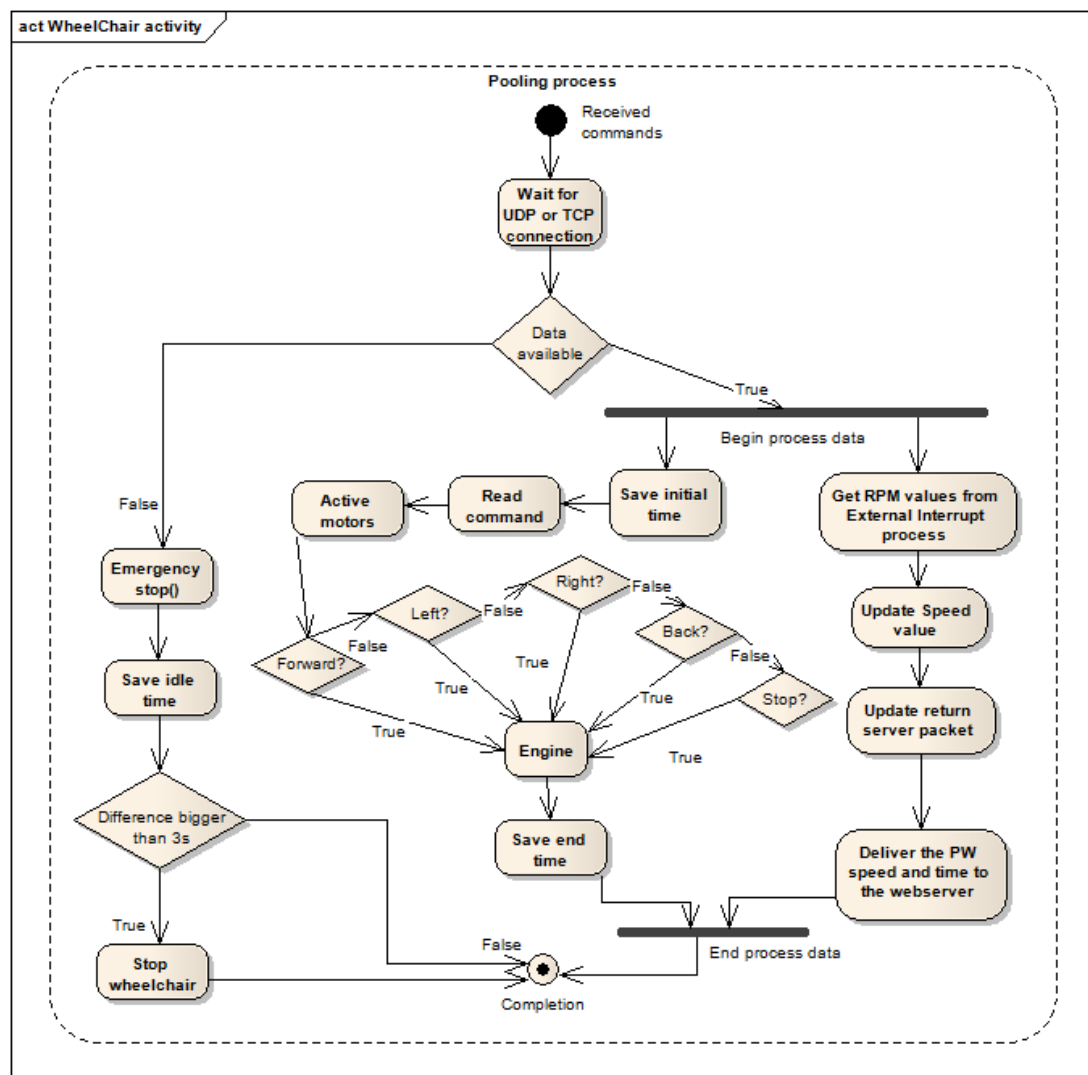 act WheelChair activity
Pooling process
Received
commands
Wait for
UDP or TCP
connection
Data
available
True
Begin process data
False
Active
motors
Read
command
Save initial
time
Get RPM values from
External Interrupt
process
Emergency
stop()
Forward?
False
Left?
False
Right?
False
Back?
False
Stop?
Update Speed
value
Save idle
time
True
True
True
True
True
Engine
Update return
server packet
Difference bigger
than 3s
Save end
time
Deliver the PW
speed and time to
the webserver
True
False
End process data
Stop
wheelchair
Completion